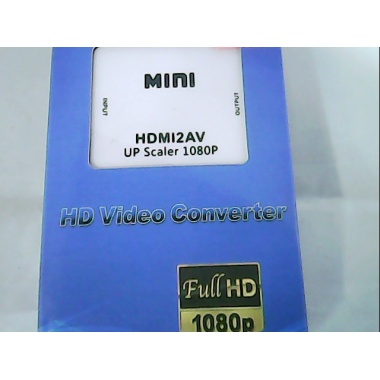 MINI
INPUT
OUTPUT
HDMI2AV
UP Scaler 1080P
HD Video Converter
Full HD
1080p